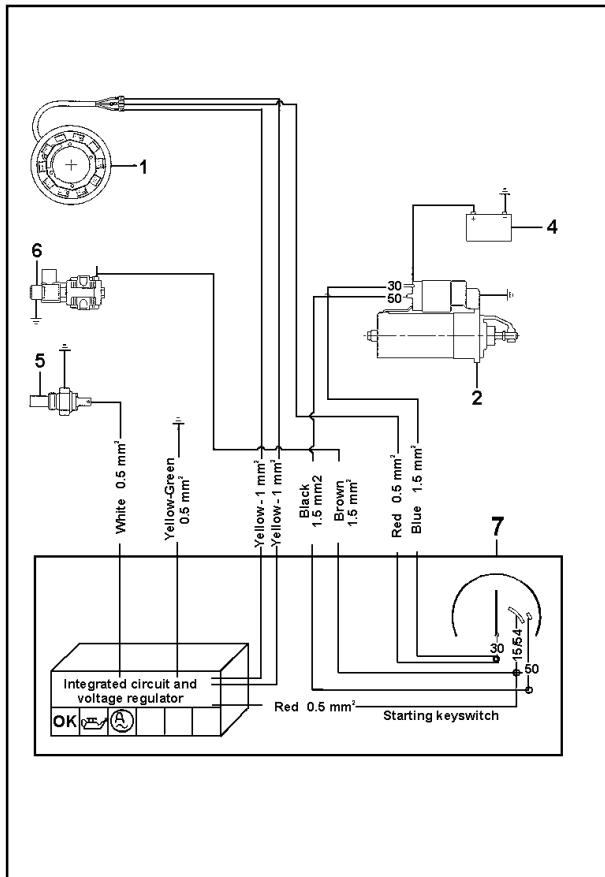 1
6
5
+ -
4
30
50
2
White 0.5 mm²
Yellow-Green
0.5 mm²
Yellow - 1 mm²
Yellow - 1 mm²
Black
1.5 mm2
Brown
1.5 mm²
Red 0.5 mm²
Blue 1.5 mm²
7
30
15/54
50
Integrated circuit and
voltage regulator
Red 0.5 mm²
Starting keyswitch
OK
A